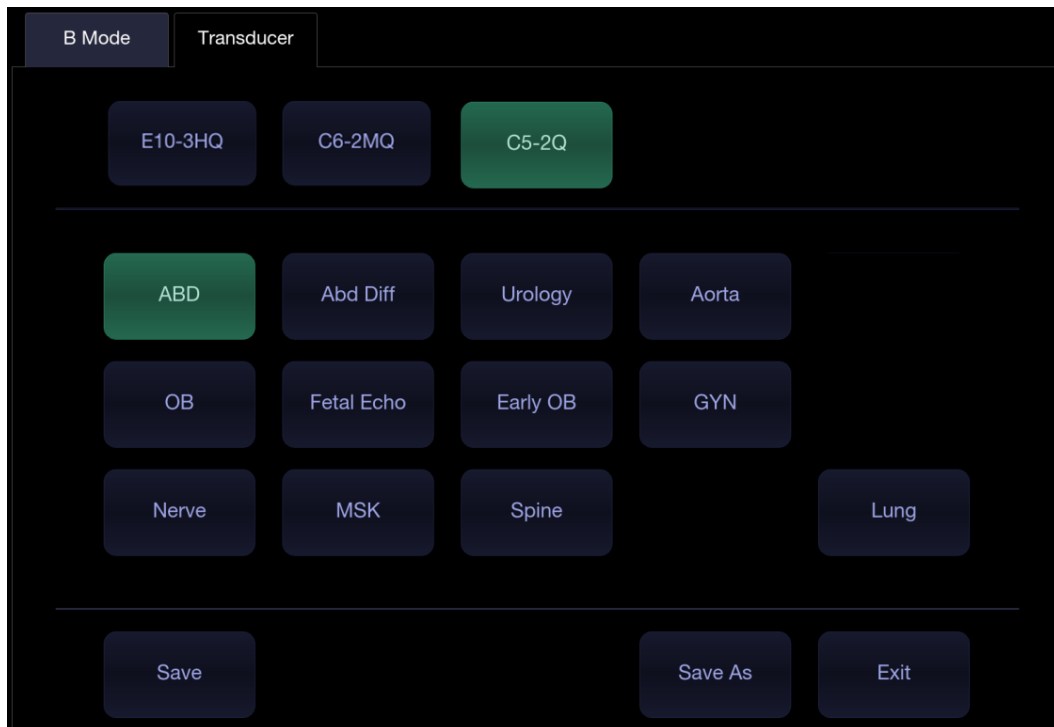 B Mode Transducer
E10-3HQ C6-2MQ C5-2Q
ABD Abd Diff Urology Aorta
OB Fetal Echo Early OB GYN
Nerve MSK Spine Lung
Save Save As Exit